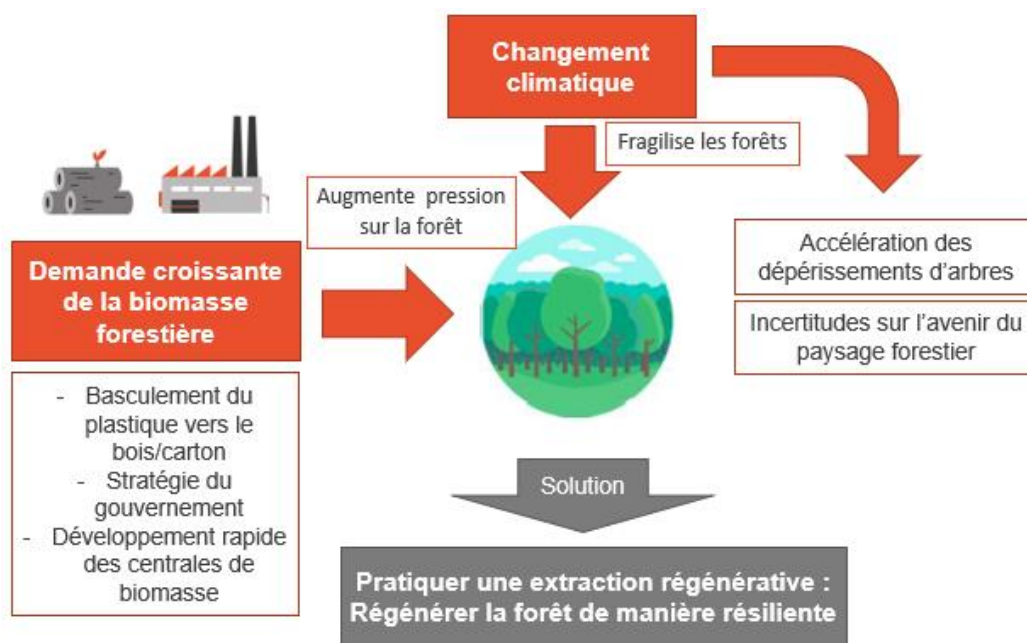 Changement
climatique
Fragilise les forêts
Augmente pression
sur la forêt
Demande croissante
de la biomasse
forestière
- Basculement du
plastique vers le
bois/carton
- Stratégie du
gouvernement
- Développement rapide
des centrales de
biomasse
Accélération des
dépérissements d'arbres
Incertitudes sur l'avenir du
paysage forestier
Solution
Pratiquer une extraction régénérative :
Régénérer la forêt de manière résiliente